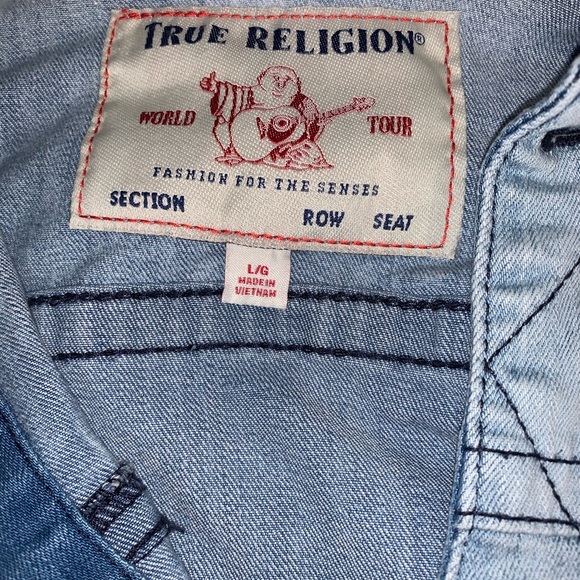 TRUE RELIGION®
WORLD TOUR
FASHION FOR THE SENSES
SECTION ROW SEAT
L/G
MADE IN
VIETNAM